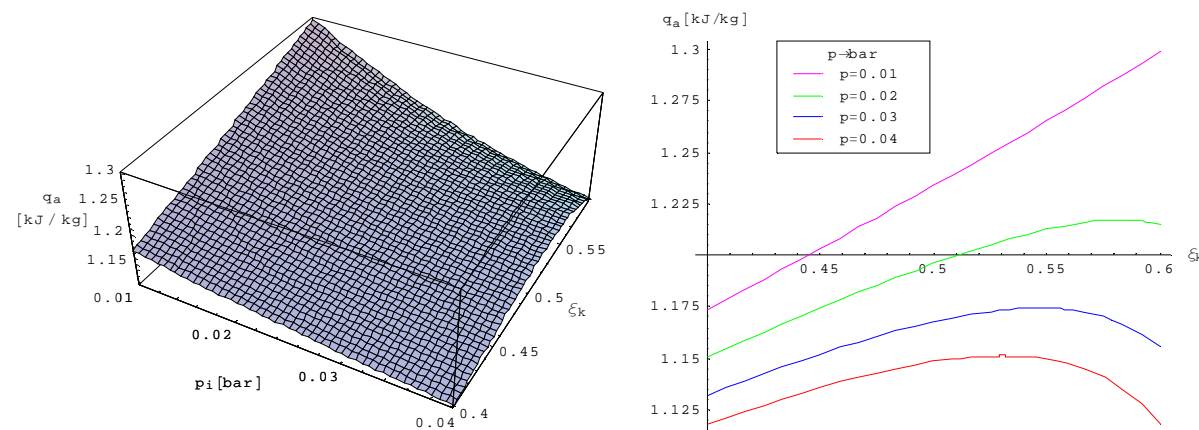 1.3
q_a 1.25
[kJ / kg]
1.2
1.15
0.01
0.02
0.03
0.04
p_i[bar]
0.4
0.45
0.5
0.55
ξ_k
q_a[kJ/kg]
1.3
1.275
1.25
1.225
1.175
1.15
1.125
p→bar
p=0.01
p=0.02
p=0.03
p=0.04
0.45 0.5 0.55 0.6
ξ_k